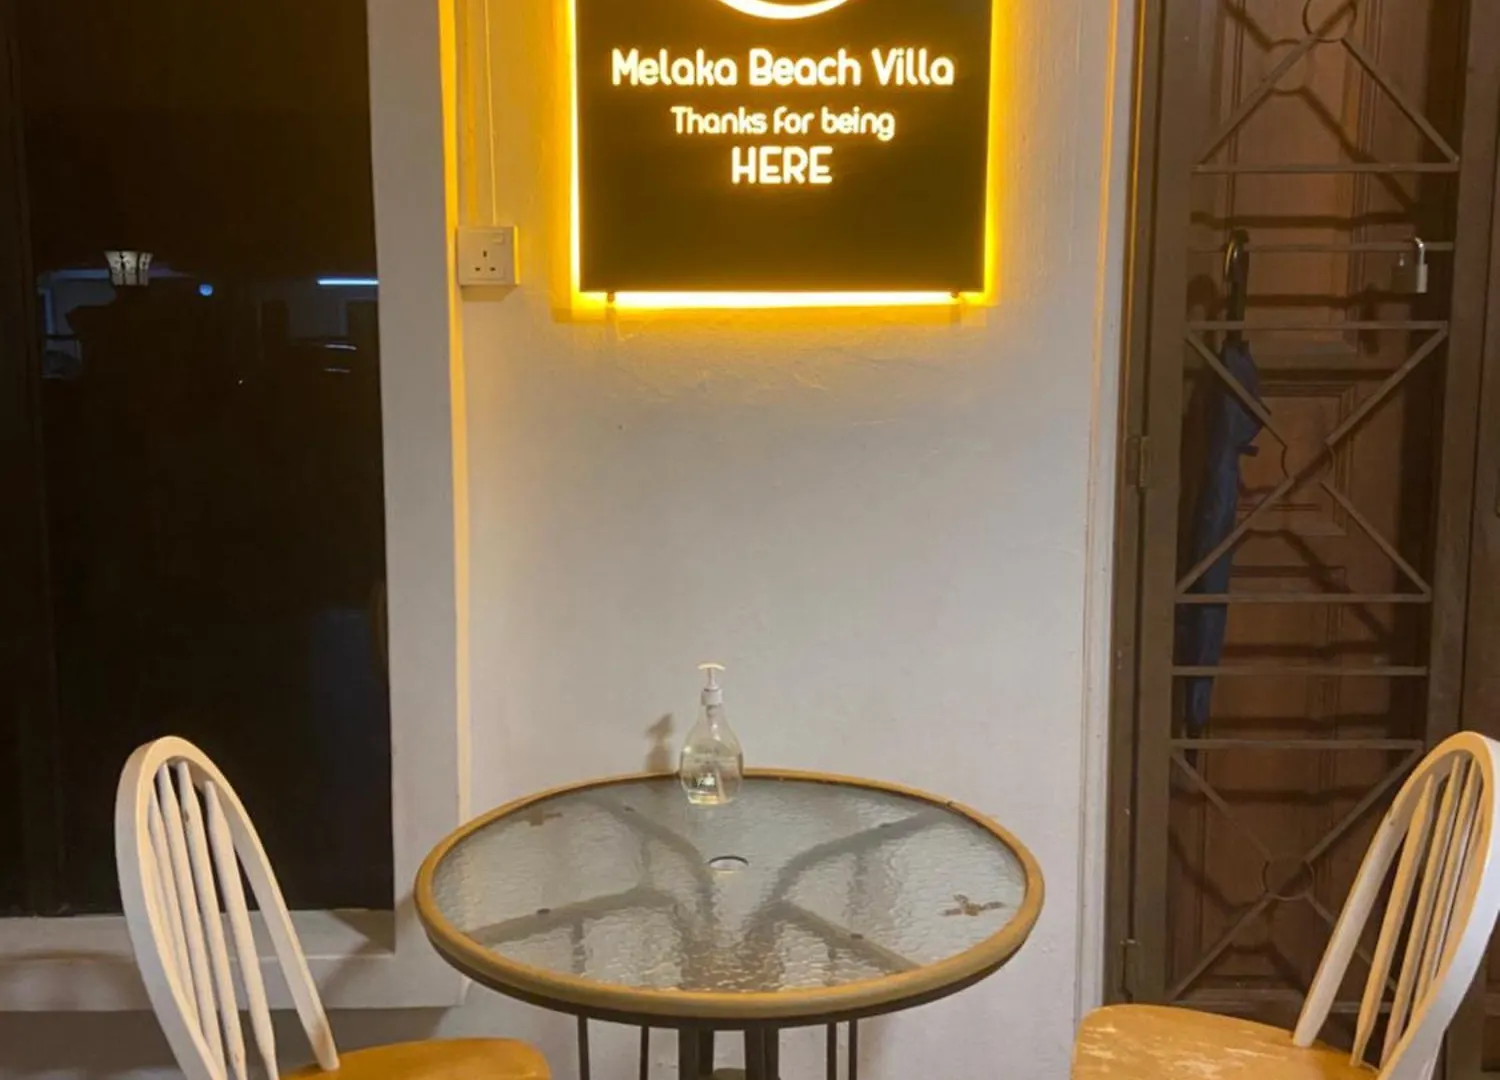 Melaka Beach Villa
Thanks for being
HERE